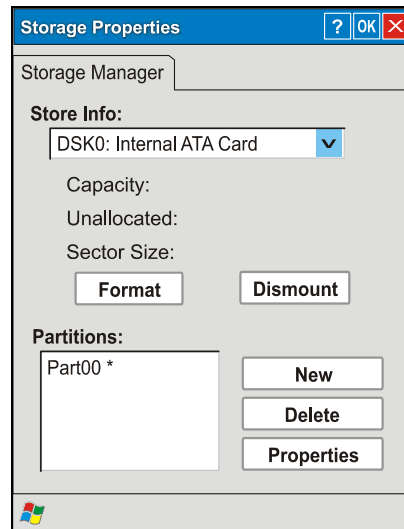 Storage Properties ? OK X
Storage Manager
Store Info:
DSK0: Internal ATA Card
Capacity:
Unallocated:
Sector Size:
Format Dismount
Partitions:
Part00 *
New
Delete
Properties